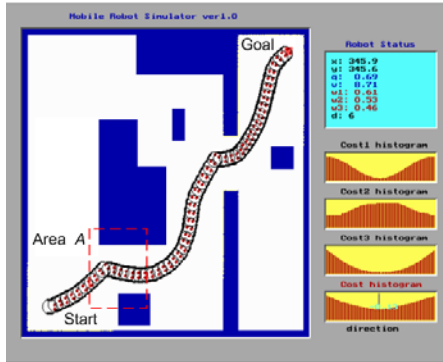 Mobile Robot Simulator ver1.0
Goal
Area A
Start
Robot Status
x: 345.9
y: 345.6
q: 0.69
v: 8.71
w1: 0.61
w2: 0.53
w3: 0.46
d: 6
Cost1 histogram
Cost2 histogram
Cost3 histogram
Cost histogram
direction